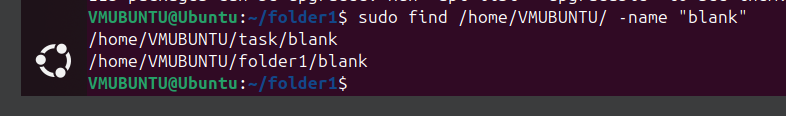 VMUBUNTU@Ubuntu:~/folder1$ sudo find /home/VMUBUNTU/ -name "blank"
/home/VMUBUNTU/task/blank
/home/VMUBUNTU/folder1/blank
VMUBUNTU@Ubuntu:~/folder1$